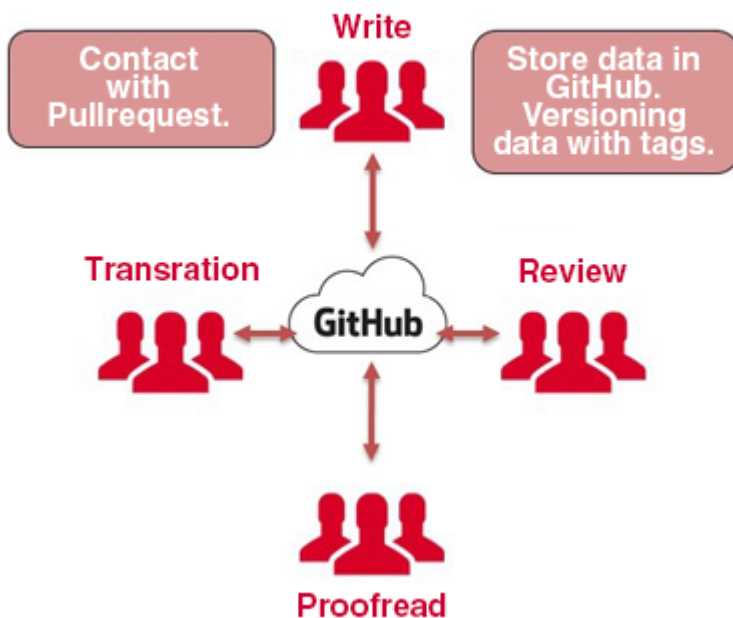 Write
Contact
with
Pullrequest.
Store data in
GitHub.
Versioning
data with tags.
Transration
Review
GitHub
Proofread